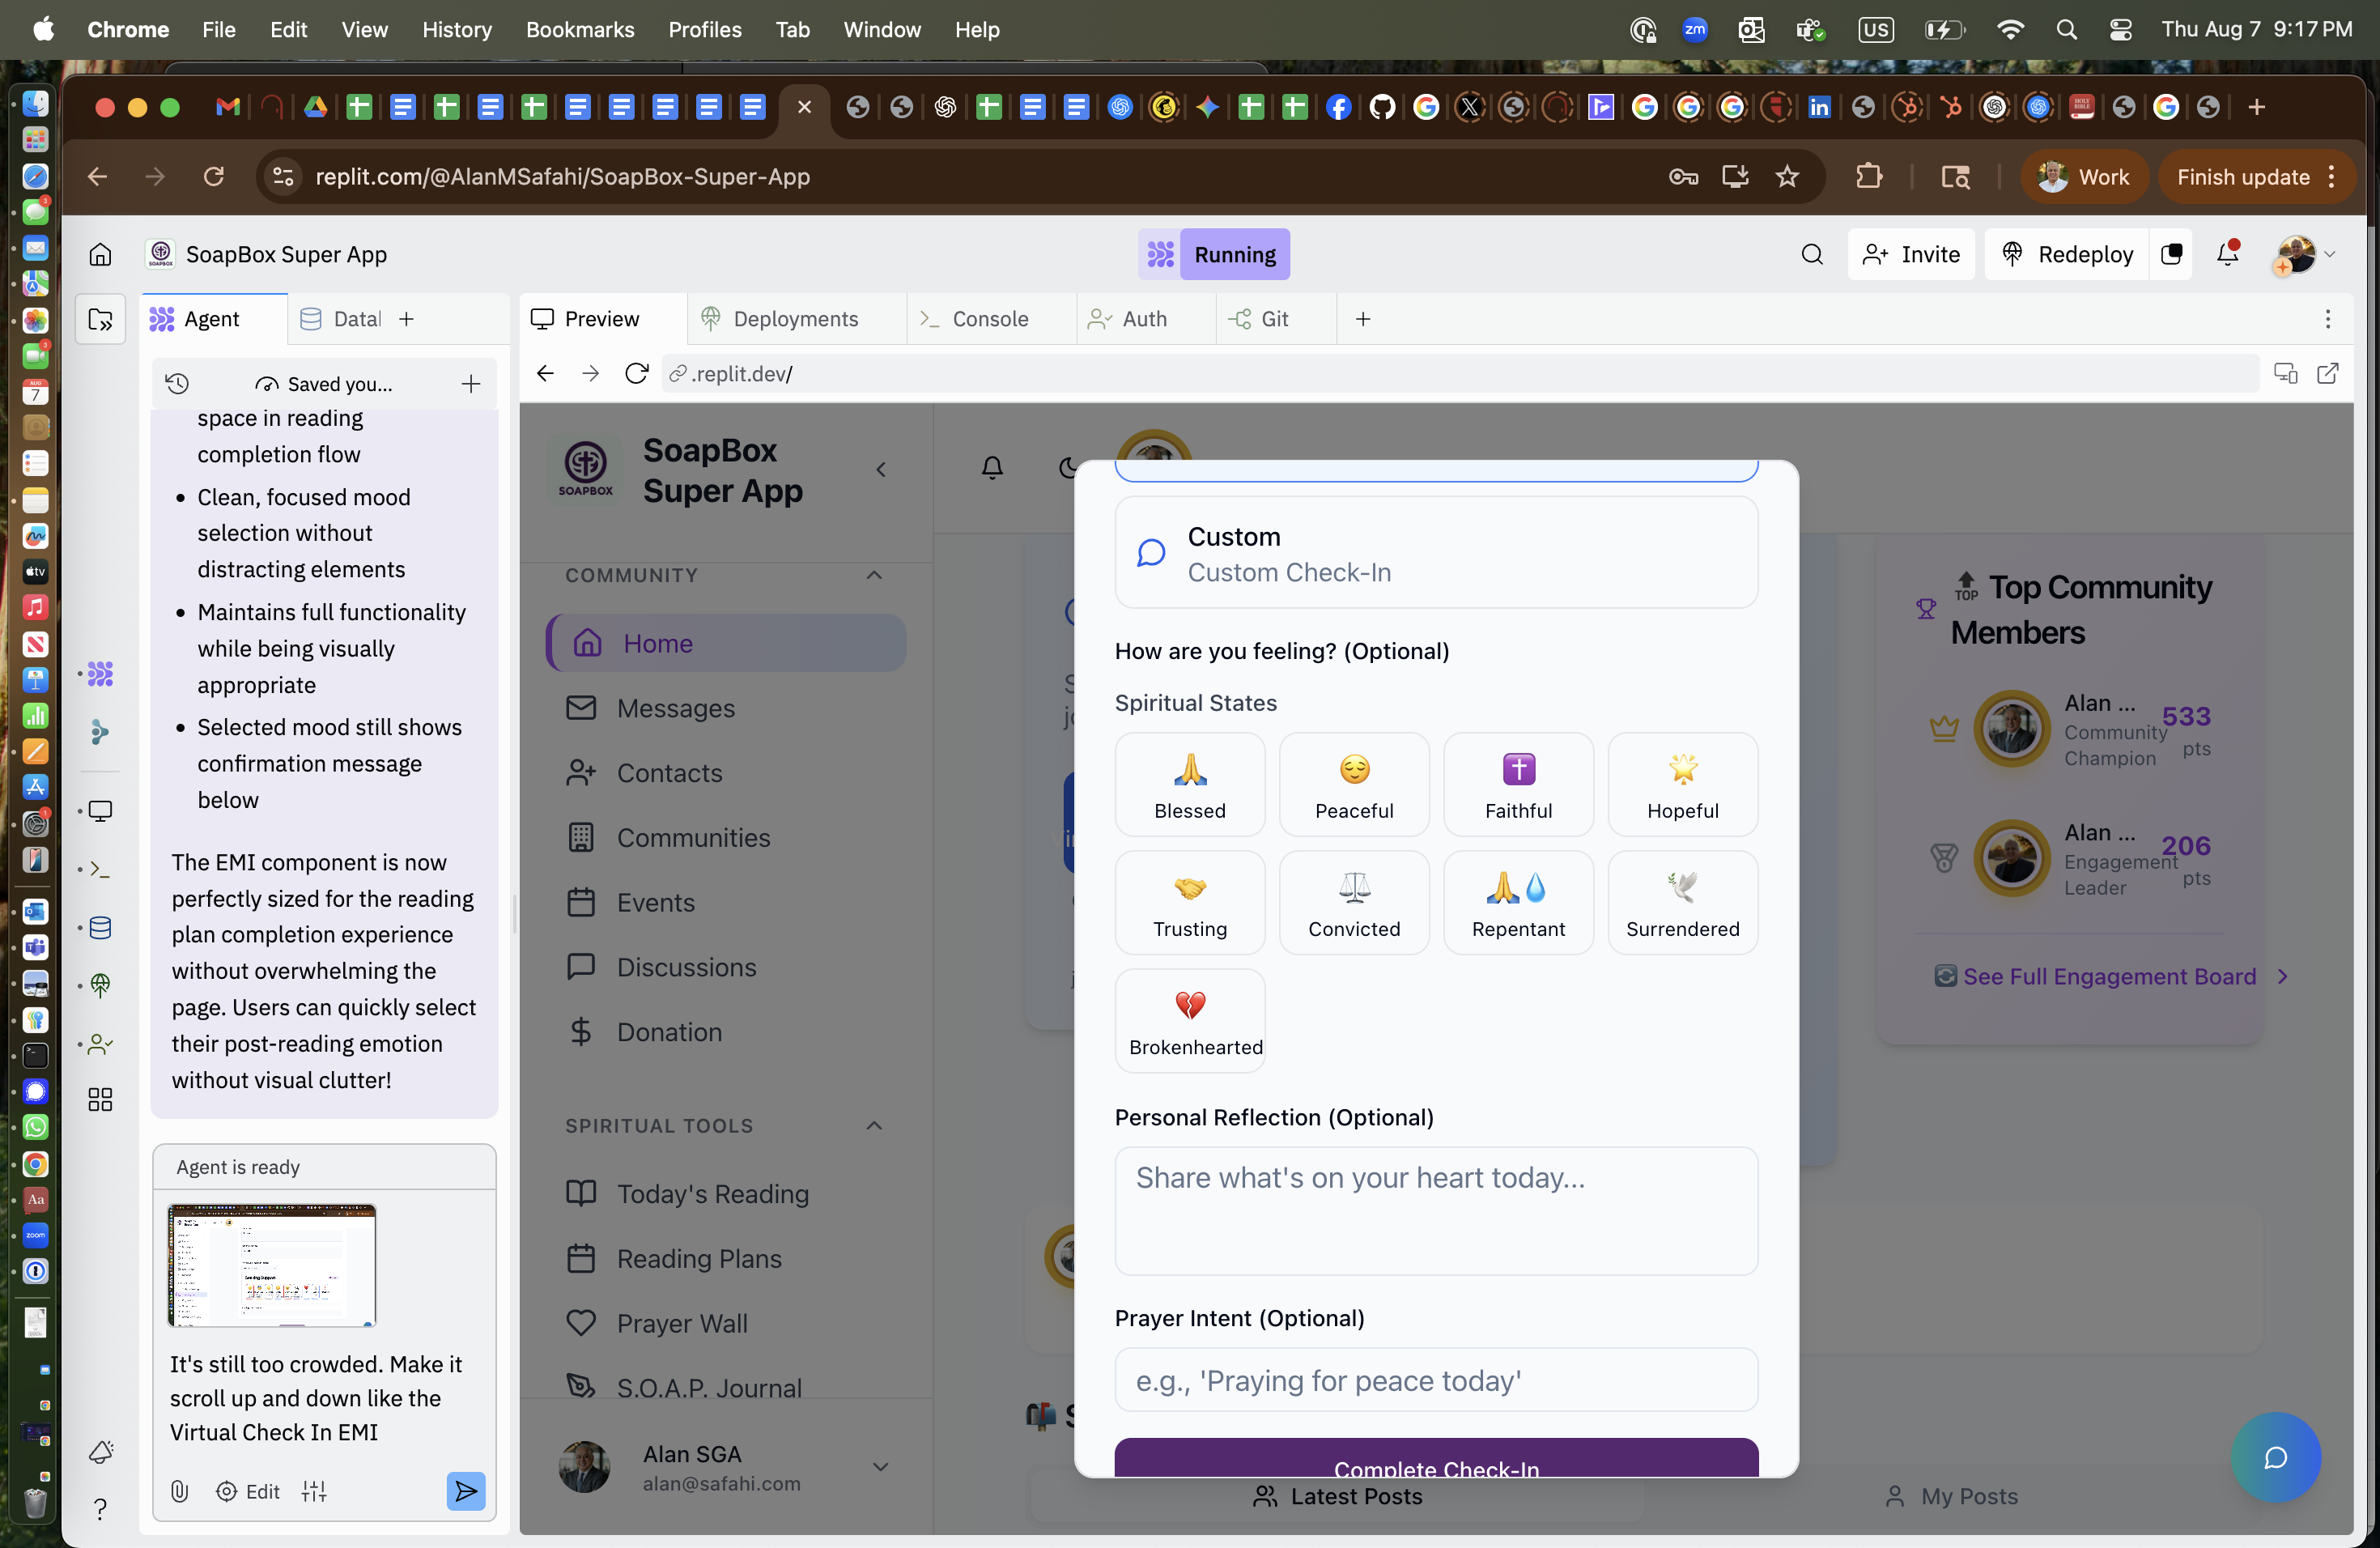 Chrome File Edit View History Bookmarks Profiles Tab Window Help
zm
US
Thu Aug 7 9:17 PM
replit.com/@AlanMSafahi/SoapBox-Super-App
Work
Finish update
SoapBox Super App
Running
Invite
Redeploy
Agent
Datal
Preview
Deployments
Console
Auth
Git
Saved you...
.replit.dev/
space in reading
completion flow
• Clean, focused mood
selection without
distracting elements
• Maintains full functionality
while being visually
appropriate
• Selected mood still shows
confirmation message
below
The EMI component is now
perfectly sized for the reading
plan completion experience
without overwhelming the
page. Users can quickly select
their post-reading emotion
without visual clutter!
Agent is ready
It's still too crowded. Make it
scroll up and down like the
Virtual Check In EMI
Edit
SOAPBOX
SoapBox
Super App
COMMUNITY
Home
Messages
Contacts
Communities
Events
Discussions
Donation
SPIRITUAL TOOLS
Today's Reading
Reading Plans
Prayer Wall
S.O.A.P. Journal
Alan SGA
alan@safahi.com
Custom
Custom Check-In
How are you feeling? (Optional)
Spiritual States
Blessed
Peaceful
Faithful
Hopeful
Trusting
Convicted
Repentant
Surrendered
Brokenhearted
Personal Reflection (Optional)
Share what's on your heart today...
Prayer Intent (Optional)
e.g., 'Praying for peace today'
Complete Check-In
TOP
Top Community
Members
Alan ...
533
Community
Champion
pts
Alan ...
206
Engagement
Leader
pts
See Full Engagement Board
Latest Posts
My Posts